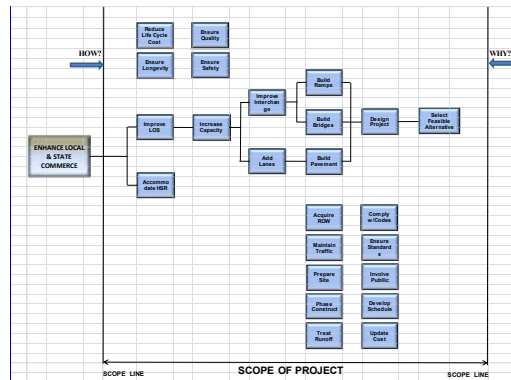 Reduce
Life Cycle
Cost
Ensure
Quality
HOW?
WHY?
Ensure
Longevity
Ensure
Safety
Improve
Interchan
ge
Build
Ramps
Improve
LOS
Increase
Capacity
Build
Bridges
Design
Project
Select
Feasible
Alternative
ENHANCE LOCAL
& STATE
COMMERCE
Add
Lanes
Build
Pavement
Accommo
date HSR
Acquire
ROW
Comply
w/Codes
Maintain
Traffic
Ensure
Standard
s
Prepare
Site
Involve
Public
Phase
Construct
Develop
Schedule
Treat
Runoff
Update
Cost
SCOPE LINE
SCOPE OF PROJECT
SCOPE LINE